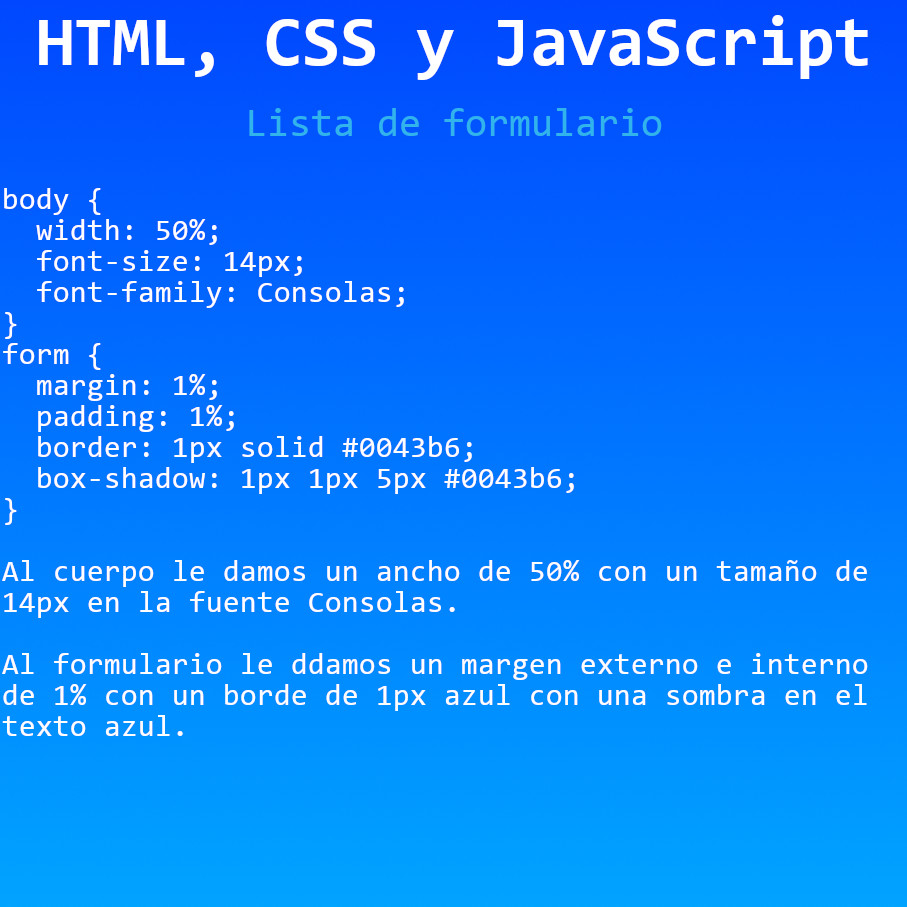 HTML, CSS y JavaScript
Lista de formulario
body {
  width: 50%;
  font-size: 14px;
  font-family: Consolas;
}
form {
  margin: 1%;
  padding: 1%;
  border: 1px solid #0043b6;
  box-shadow: 1px 1px 5px #0043b6;
}
Al cuerpo le damos un ancho de 50% con un tamaño de
14px en la fuente Consolas.
Al formulario le ddamos un margen externo e interno
de 1% con un borde de 1px azul con una sombra en el
texto azul.